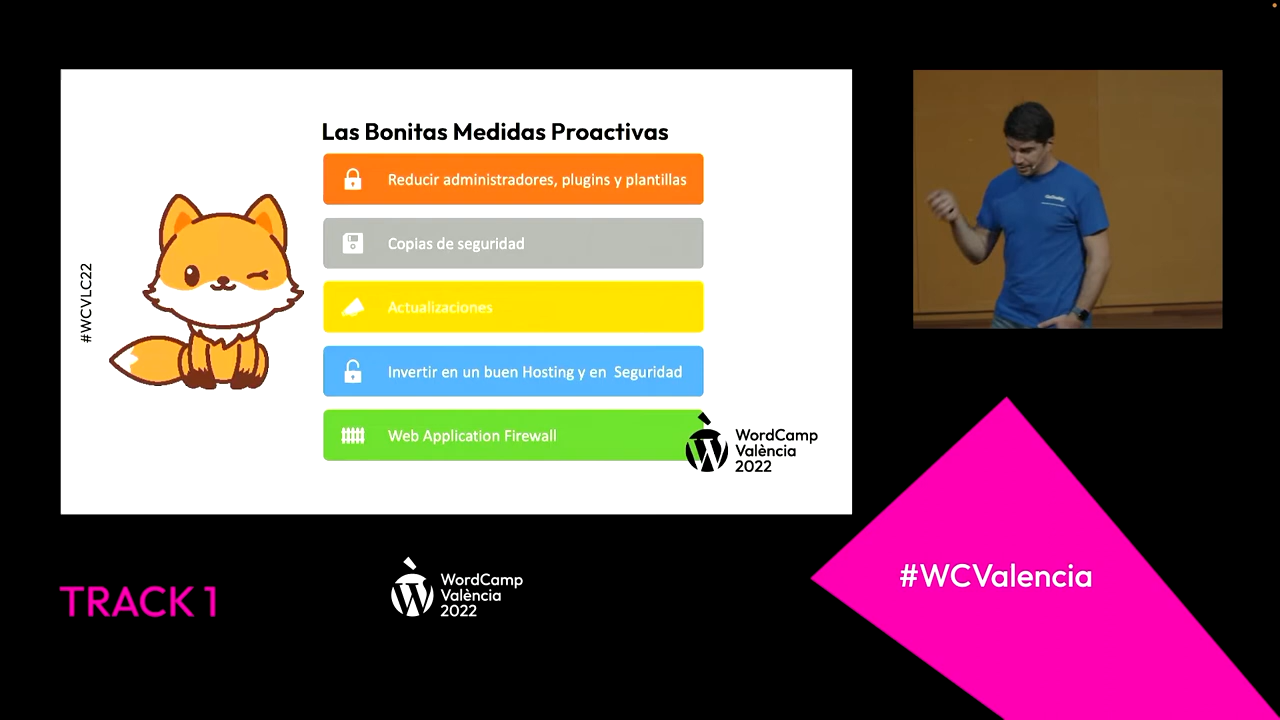 Las Bonitas Medidas Proactivas
Reducir administradores, plugins y plantillas
Copias de seguridad
Actualizaciones
Invertir en un buen Hosting y en Seguridad
Web Application Firewall
#WCVLC22
WordCamp
València
2022
TRACK 1
WordCamp
València
2022
#WCValencia